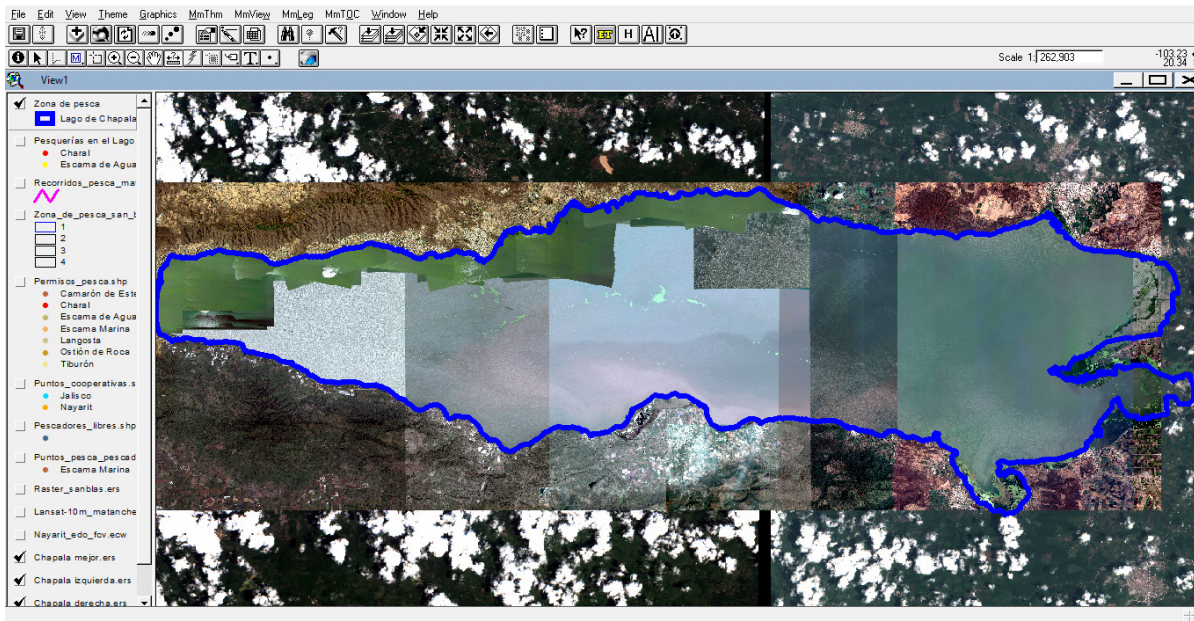 File Edit View Theme Graphics MmThm MmView MmLeg MmTOC Window Help
Scale 1: 262,903
-103.23
20.34
View1
Zona de pesca
Lago de Chapala
Pesquerías en el Lago
Charal
Escama de Agua
Recorridos_pesca_ma
Zona_de_pesca_san_b
1
2
3
4
Permisos_pesca.shp
Camarón de Este
Charal
Escama de Agua
Escama Marina
Langosta
Ostión de Roca
Tiburón
Puntos_cooperativas.s
Jalisco
Nayarit
Pescadores_libres.shp
Puntos_pesca_pescad
Escama Marina
Raster_sanblas.ers
Lansat-10m_matanche
Nayarit_edo_fcv.ecw
Chapala mejor.ers
Chapala izquierda.ers
Chapala derecha.ers